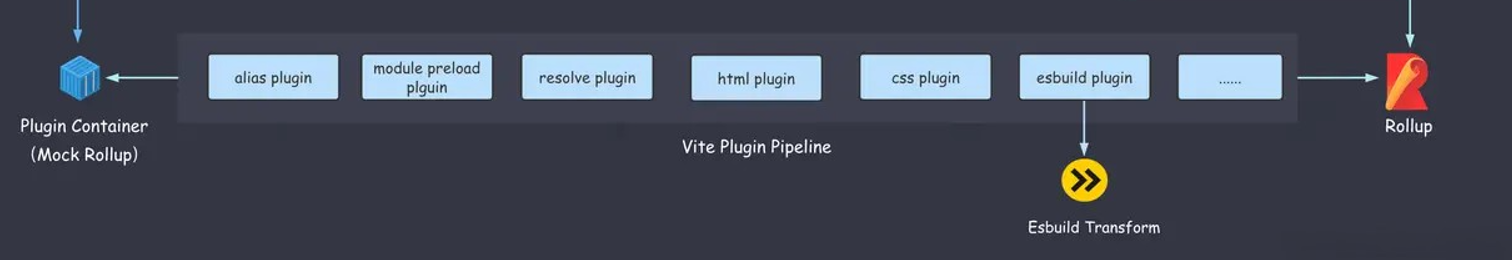 alias plugin
module preload
plguin
resolve plugin
html plugin
css plugin
esbuild plugin
......
Plugin Container
(Mock Rollup)
Vite Plugin Pipeline
Rollup
Esbuild Transform